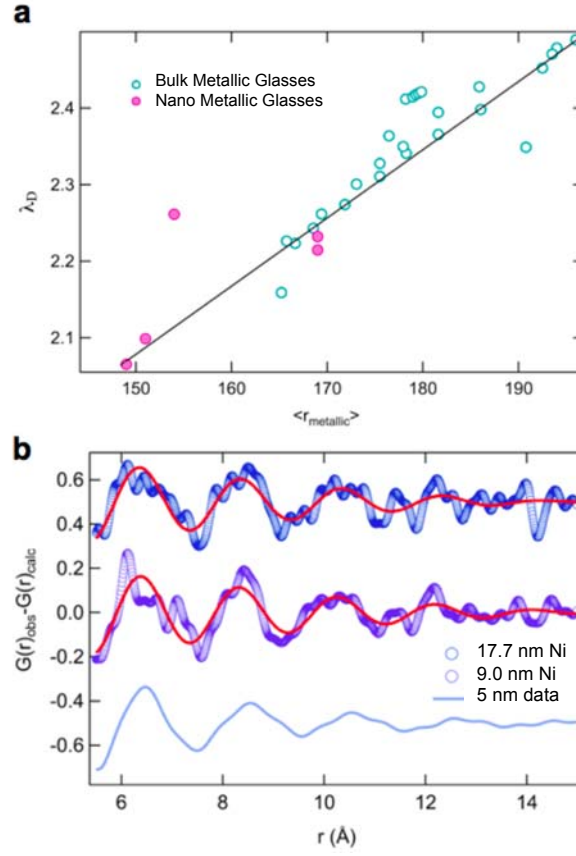 a
Bulk Metallic Glasses
Nano Metallic Glasses
2.4
2.3
2.2
2.1
λD
150 160 170 180 190
<rmetallic>
b
0.6
0.4
0.2
0.0
-0.2
-0.4
-0.6
G(r)obs-G(r)calc
17.7 nm Ni
9.0 nm Ni
5 nm data
6 8 10 12 14
r (Å)